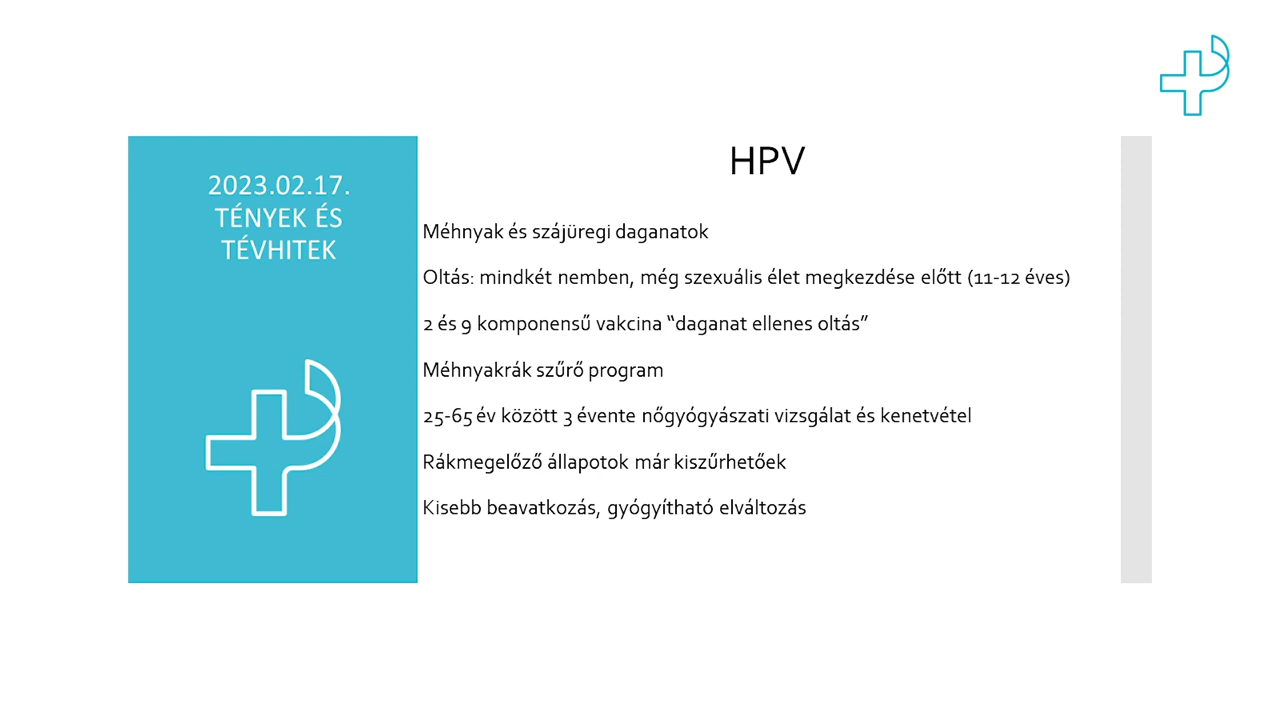 2023.02.17.
TÉNYEK ÉS
TÉVHITEK
HPV
Méhnyak és szájüregi daganatok
Oltás: mindkét nemben, még szexuális élet megkezdése előtt (11-12 éves)
2 és 9 komponensű vakcina “daganat ellenes oltás”
Méhnyakrák szűrő program
25-65 év között 3 évente nőgyógyászati vizsgálat és kenetvétel
Rákmegelőző állapotok már kiszűrhetőek
Kisebb beavatkozás, gyógyítható elváltozás